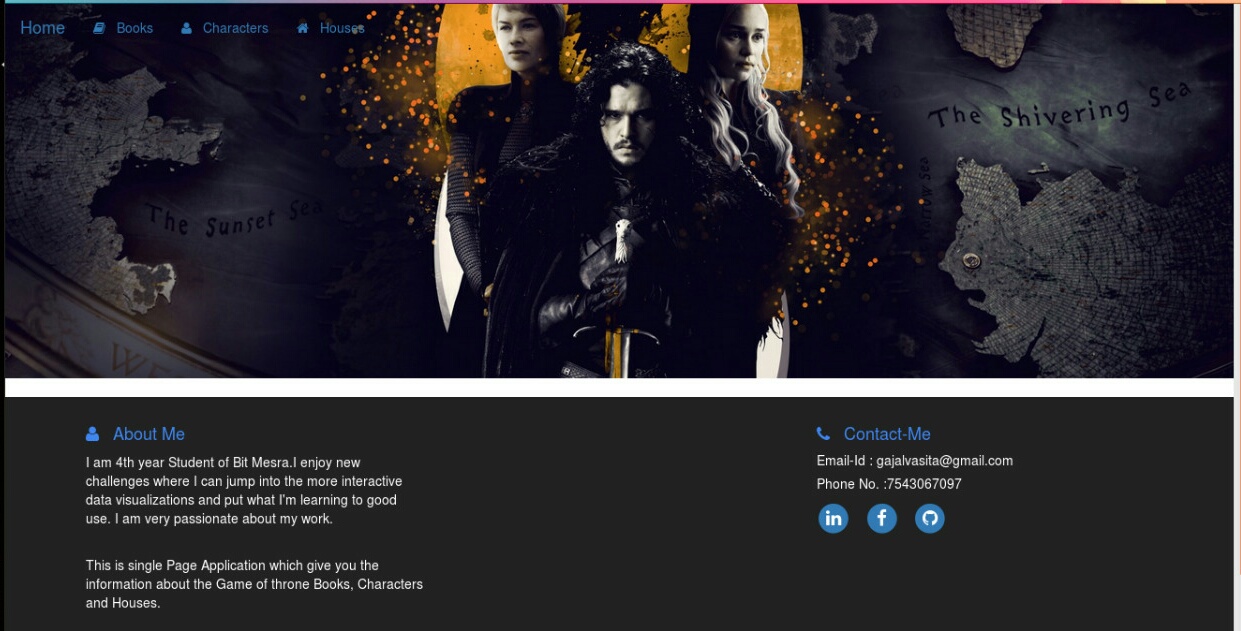 Home Books Characters Houses
The Shivering Sea
The Sunset Sea
Narrow Sea
About Me
I am 4th year Student of Bit Mesra.I enjoy new
challenges where I can jump into the more interactive
data visualizations and put what I'm learning to good
use. I am very passionate about my work.
This is single Page Application which give you the
information about the Game of throne Books, Characters
and Houses.
Contact-Me
Email-Id : gajalvasita@gmail.com
Phone No. :7543067097
in f